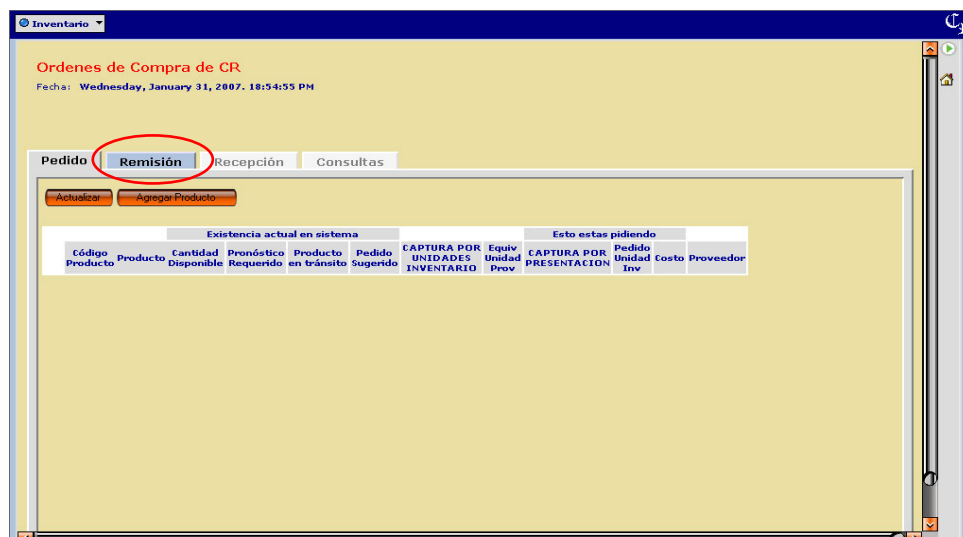 Inventario
Ordenes de Compra de CR
Fecha: Wednesday, January 31, 2007. 18:54:55 PM
Pedido Remisión Recepción Consultas
Actualizar Agregar Producto
Existencia actual en sistema Esto estas pidiendo
Código Producto Producto Cantidad Disponible Pronóstico Requerido Producto en tránsito Pedido Sugerido CAPTURA POR UNIDADES INVENTARIO Equiv Unidad Prov CAPTURA POR PRESENTACION Pedido Unidad Inv Costo Proveedor